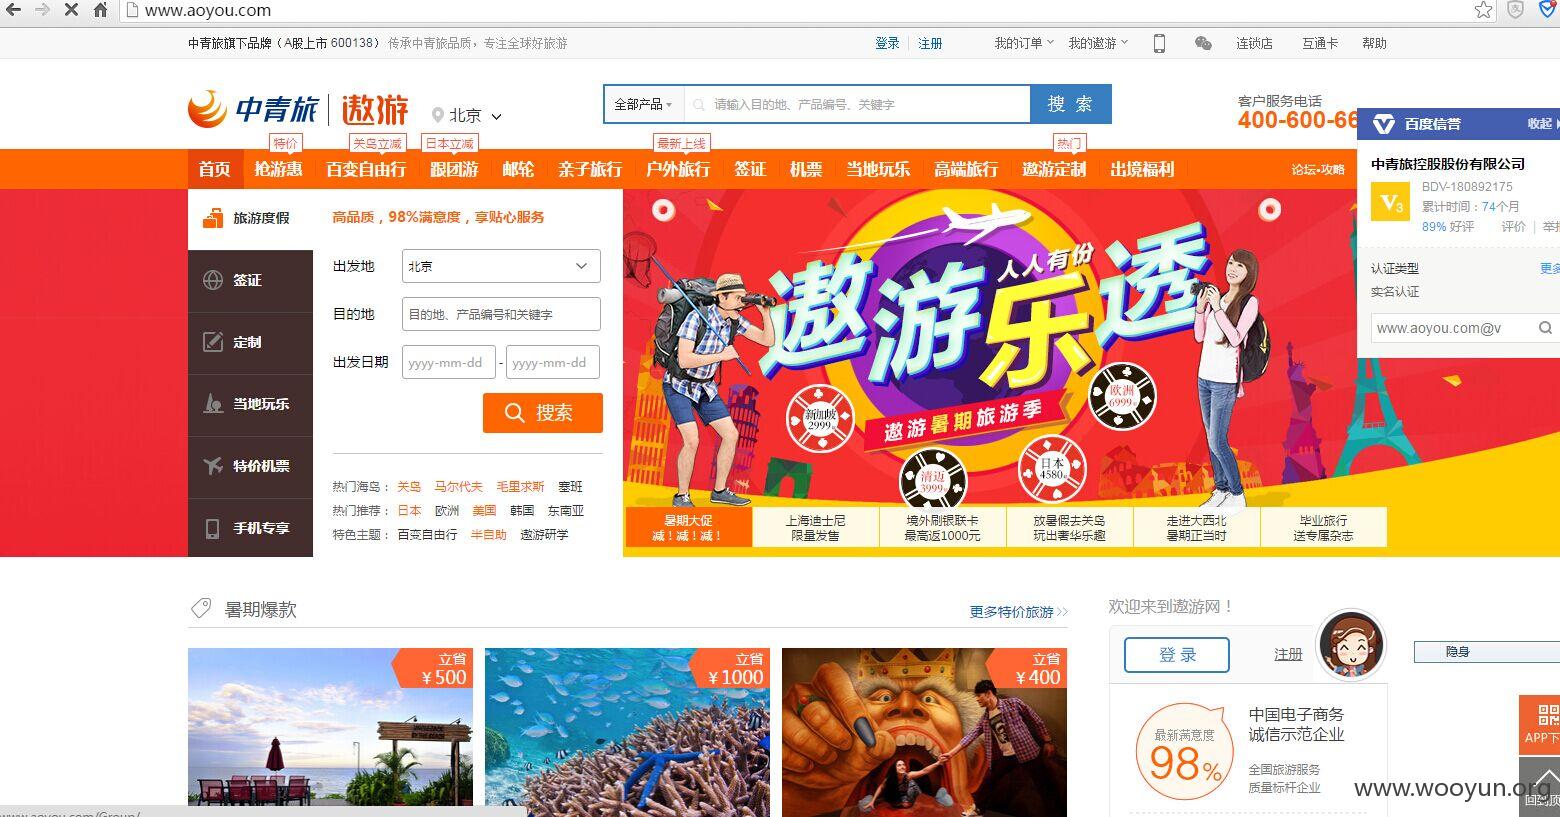 www.aoyou.com
中青旅旗下品牌（A股上市 600138） 传承中青旅品质，专注全球好旅游
登录 注册 我的订单 我的遨游 连锁店 互通卡 帮助
中青旅 遨游 北京
全部产品 请输入目的地、产品编号、关键字 搜 索
客户服务电话
400-600-66
百度信誉 收起
特价 关岛立减 日本立减 最新上线 热门
首页 抢游惠 百变自由行 跟团游 邮轮 亲子旅行 户外旅行 签证 机票 当地玩乐 高端旅行 遨游定制 出境福利 论坛·攻略
中青旅控股股份有限公司
V3
BDV-180892175
累计时间：74个月
89% 好评 评价
认证类型
实名认证
www.aoyou.com@v
旅游度假
签证
定制
当地玩乐
特价机票
手机专享
高品质，98%满意度，享贴心服务
出发地 北京
目的地 目的地、产品编号和关键字
出发日期 yyyy-mm-dd - yyyy-mm-dd
搜索
热门海岛： 关岛 马尔代夫 毛里求斯 塞班
热门推荐： 日本 欧洲 美国 韩国 东南亚
特色主题： 百变自由行 半自助 遨游研学
人人有份
遨游乐透
遨游暑期旅游季
新加坡
2999
清迈
3999
日本
4580
欧洲
6999
暑期大促
减！减！减！
上海迪士尼
限量发售
境外刷银联卡
最高返1000元
放暑假去关岛
玩出奢华乐趣
走进大西北
暑期正当时
毕业旅行
送专属杂志
暑期爆款 更多特价旅游
立省
￥500
立省
￥1000
立省
￥400
欢迎来到遨游网！
登 录 注册
隐身
最新满意度
98%
中国电子商务
诚信示范企业
全国旅游服务
质量标杆企业
APP下
www.wooyun.org